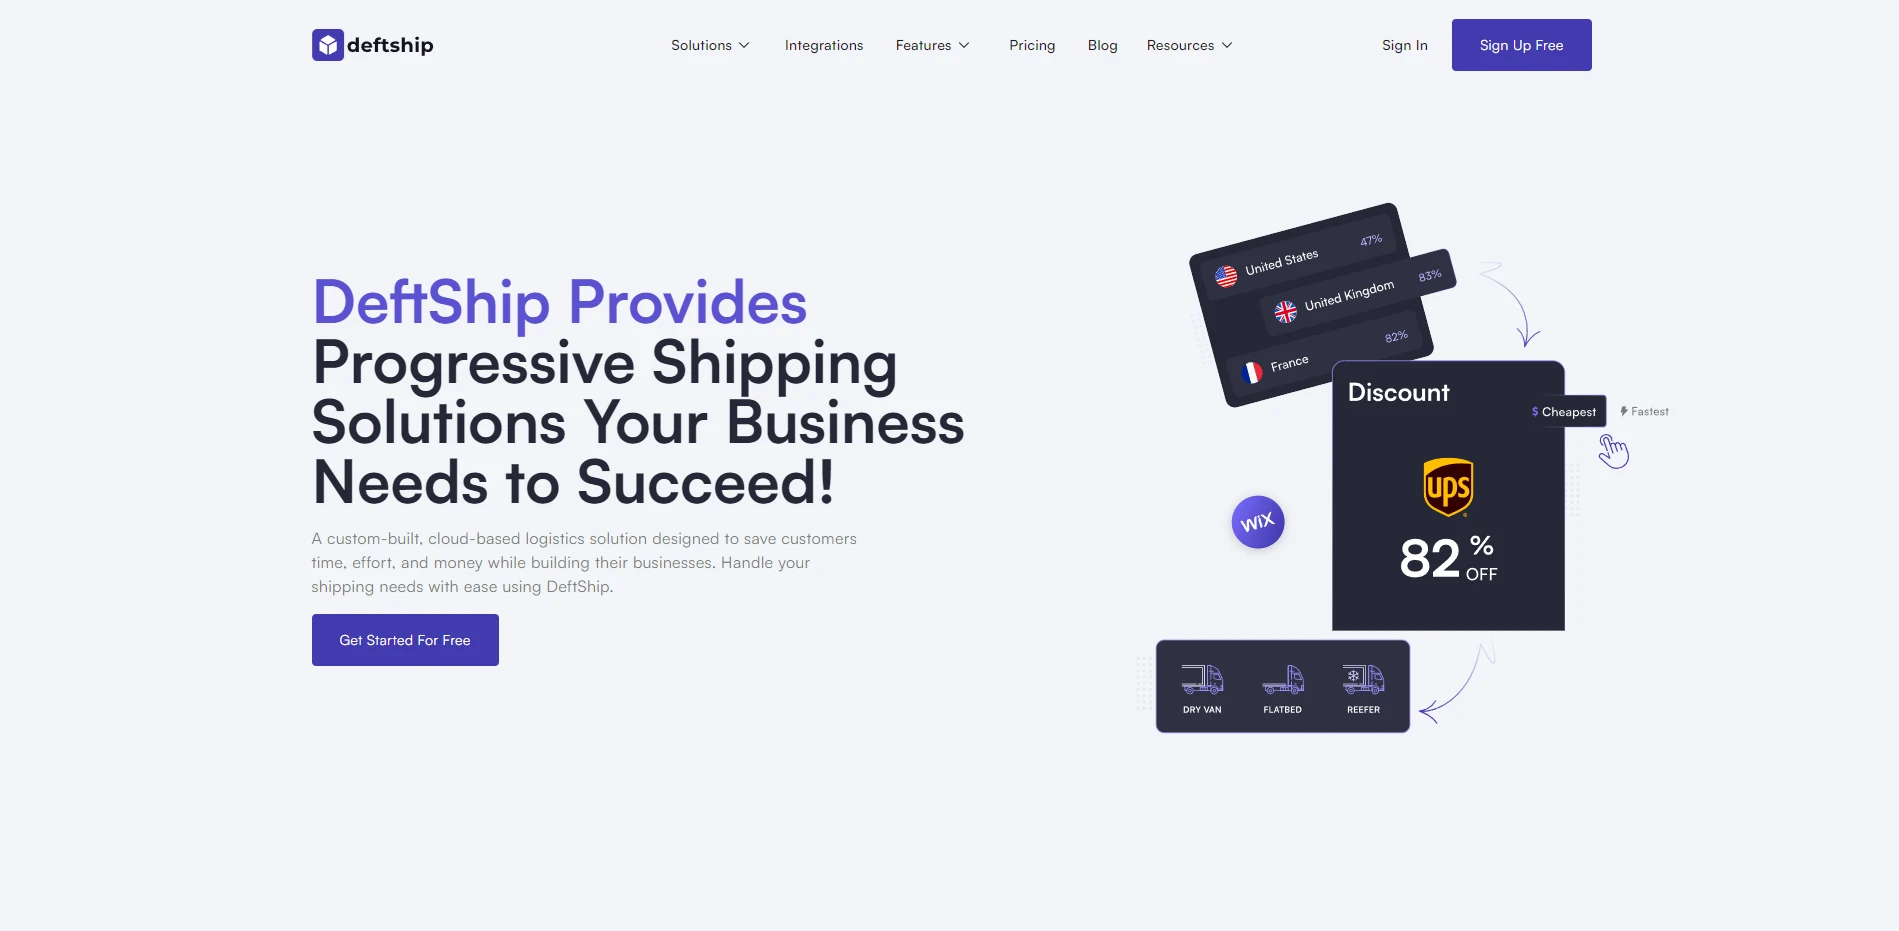 deftship
Solutions
Integrations
Features
Pricing
Blog
Resources
Sign In
Sign Up Free
DeftShip Provides
Progressive Shipping
Solutions Your Business
Needs to Succeed!
A custom-built, cloud-based logistics solution designed to save customers
time, effort, and money while building their businesses. Handle your
shipping needs with ease using DeftShip.
Get Started For Free
United States 47%
United Kingdom 83%
France 82%
Discount
$ Cheapest
Fastest
ups
82 %
OFF
WiX
DRY VAN
FLATBED
REEFER